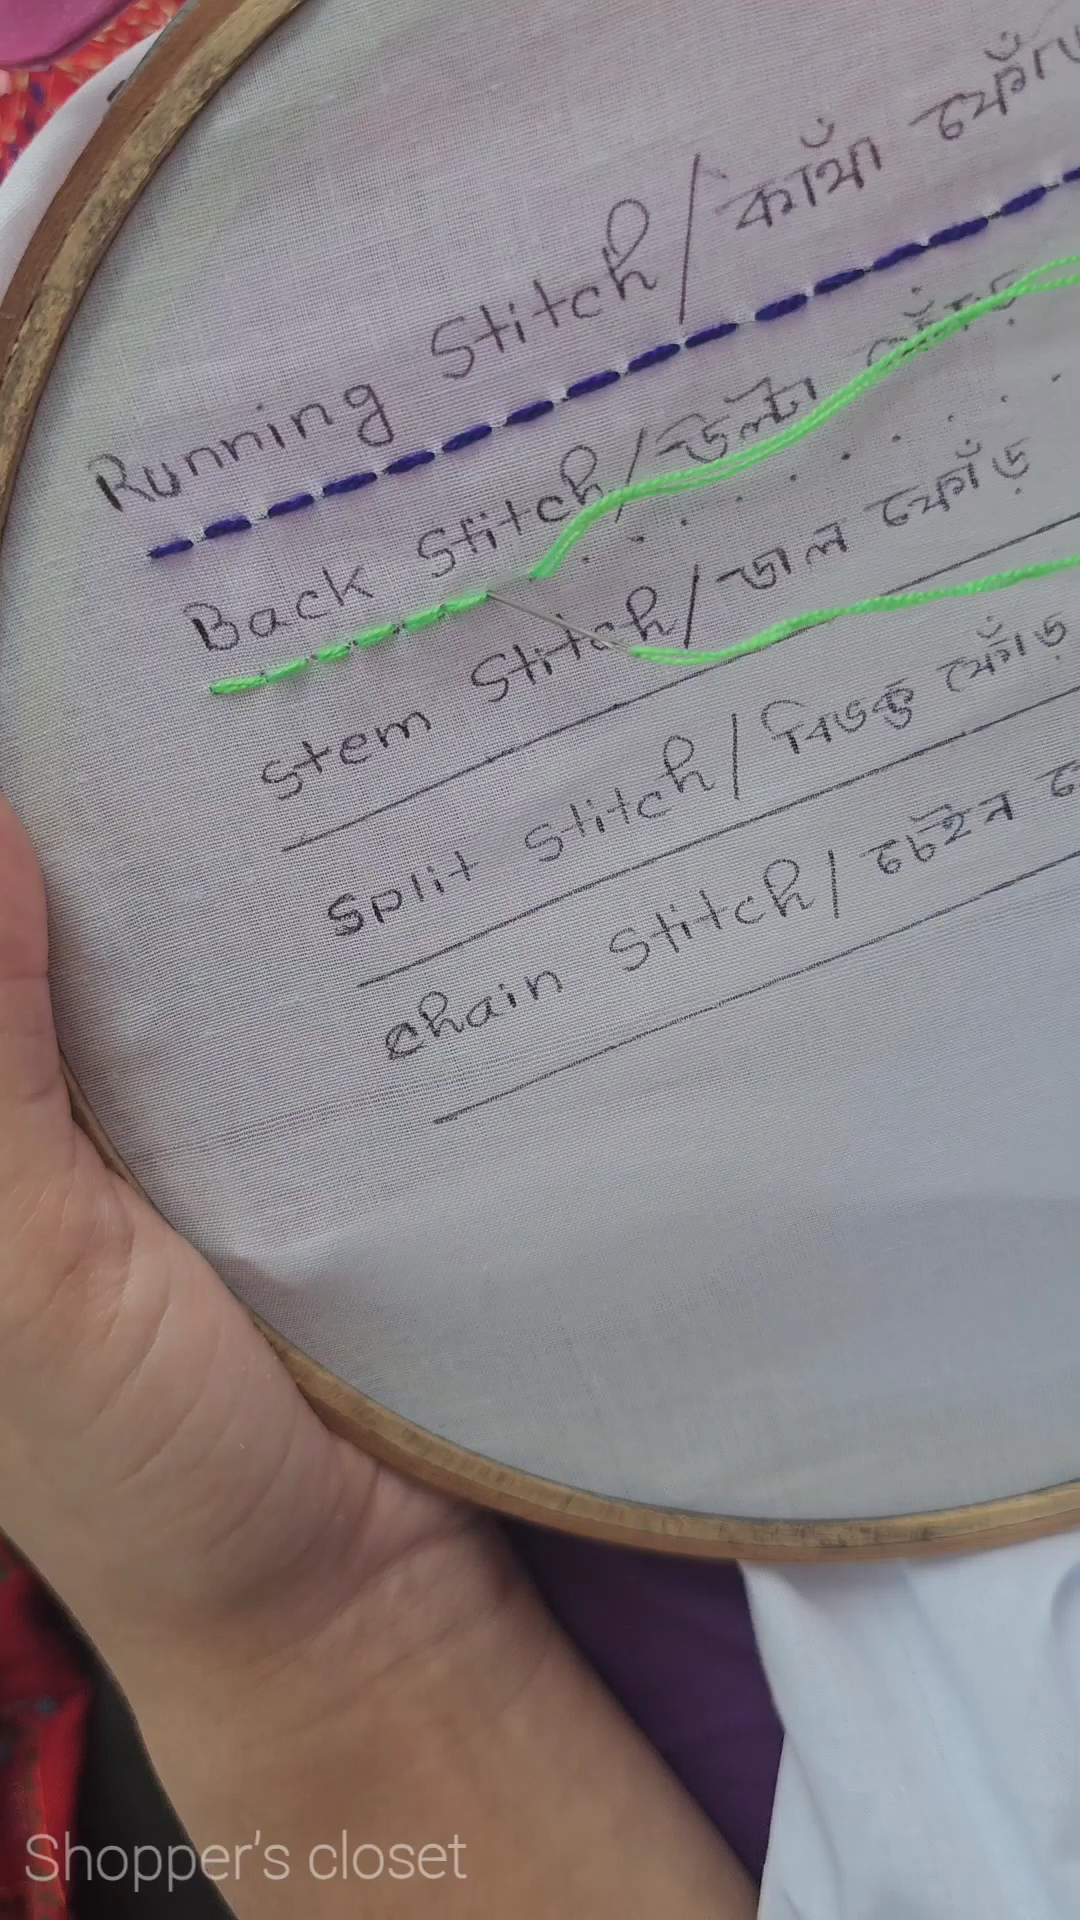 Running Stitch/কাঁথা ফোঁড়
Back Stitch/উল্টা ফোঁড়
Stem Stitch/ডাল ফোঁড়
Split Stitch/বিভক্ত ফোঁড়
Chain Stitch/চেইন
Shopper's closet